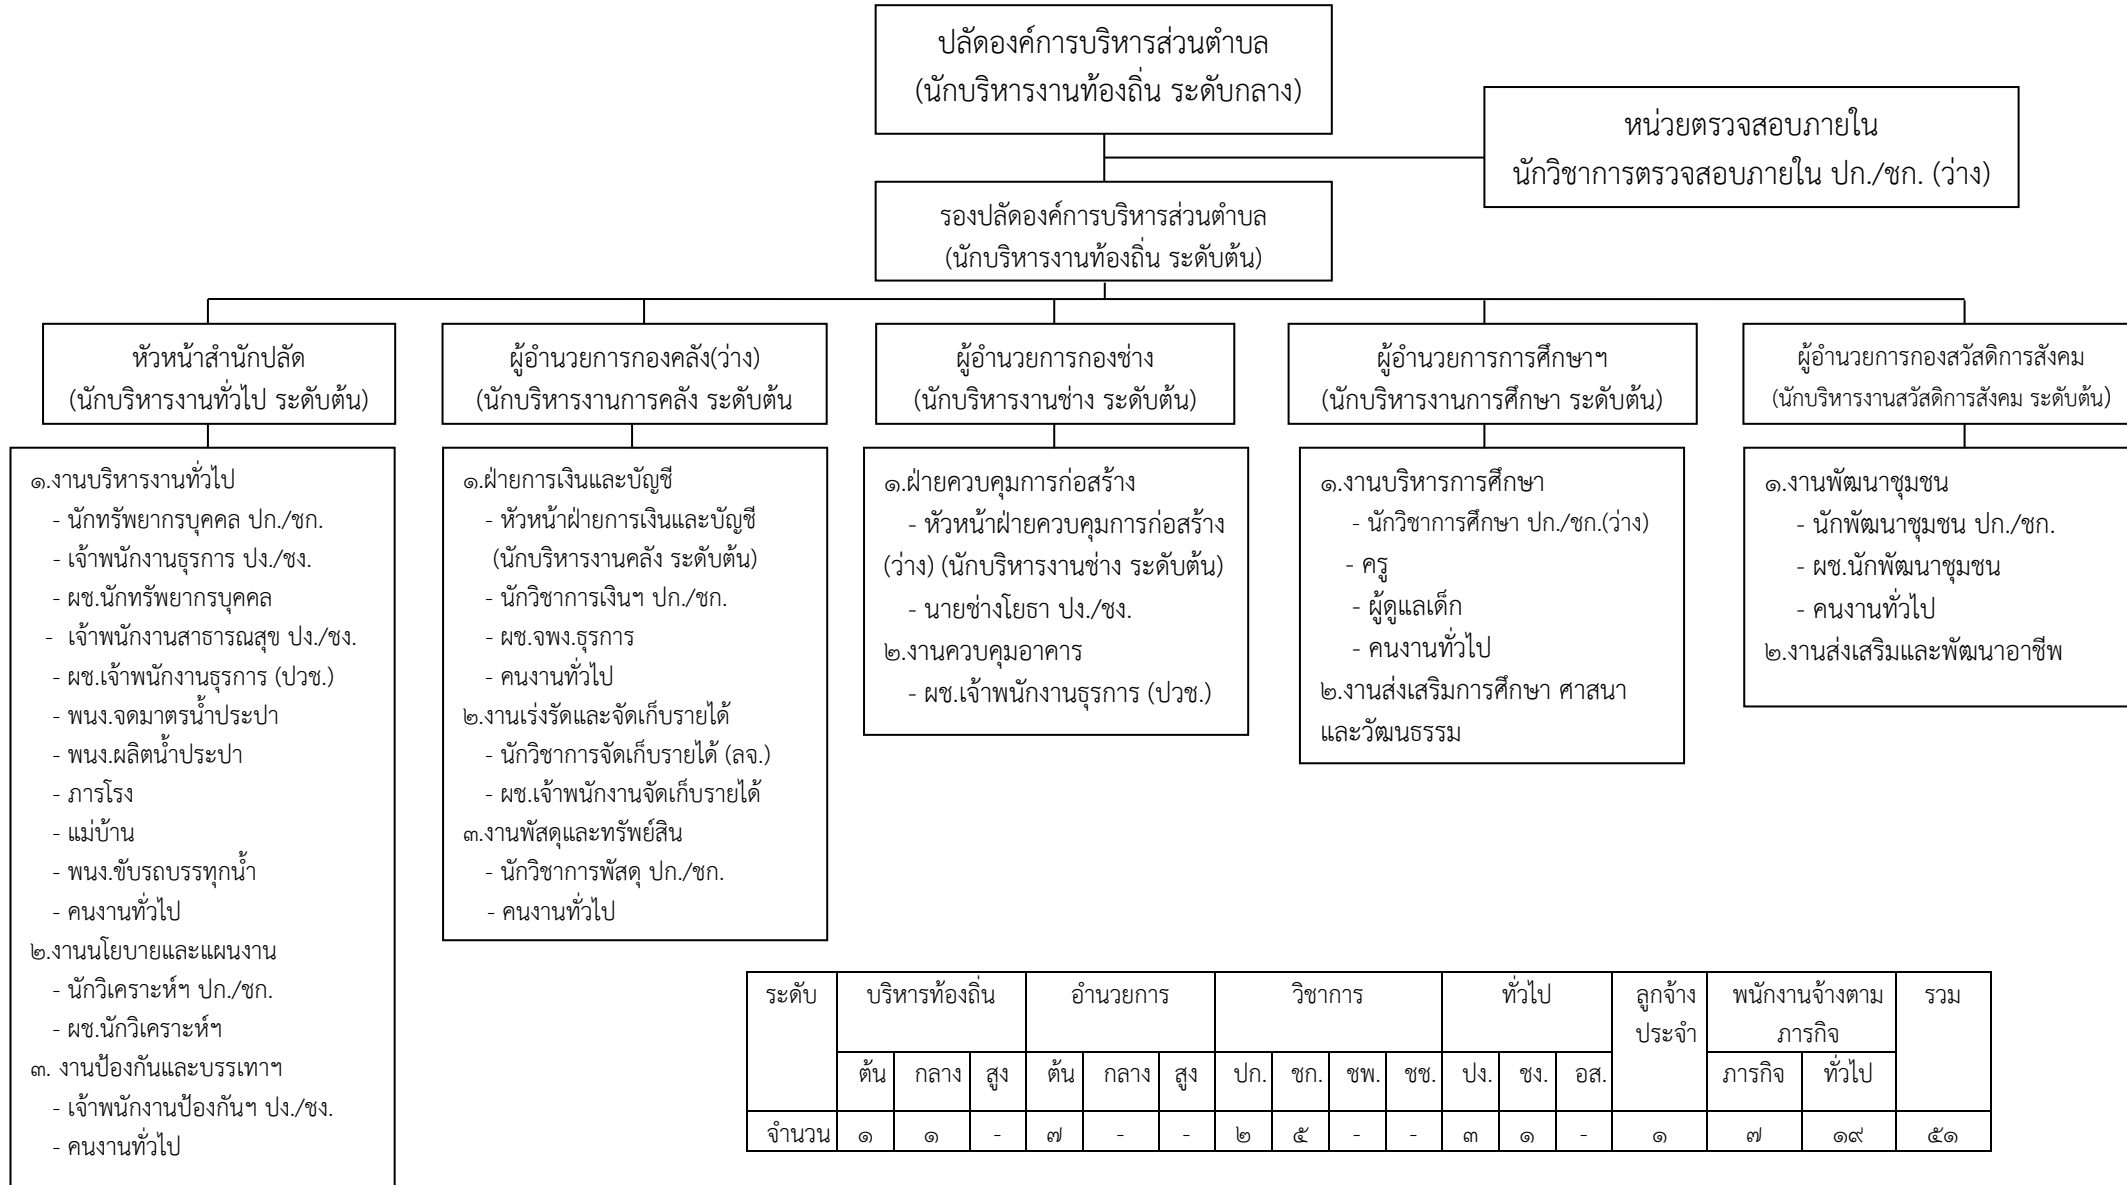 ปลัดองค์การบริหารส่วนตำบล
(นักบริหารงานท้องถิ่น ระดับกลาง)
หน่วยตรวจสอบภายใน
นักวิชาการตรวจสอบภายใน ปก./ชก. (ว่าง)
รองปลัดองค์การบริหารส่วนตำบล
(นักบริหารงานท้องถิ่น ระดับต้น)
หัวหน้าสำนักปลัด
(นักบริหารงานทั่วไป ระดับต้น)
ผู้อำนวยการกองคลัง(ว่าง)
(นักบริหารงานการคลัง ระดับต้น
ผู้อำนวยการกองช่าง
(นักบริหารงานช่าง ระดับต้น)
ผู้อำนวยการการศึกษาฯ
(นักบริหารงานการศึกษา ระดับต้น)
ผู้อำนวยการกองสวัสดิการสังคม
(นักบริหารงานสวัสดิการสังคม ระดับต้น)
๑.งานบริหารงานทั่วไป
- นักทรัพยากรบุคคล ปก./ชก.
- เจ้าพนักงานธุรการ ปง./ชง.
- ผช.นักทรัพยากรบุคคล
- เจ้าพนักงานสาธารณสุข ปง./ชง.
- ผช.เจ้าพนักงานธุรการ (ปวช.)
- พนง.จดมาตรน้ำประปา
- พนง.ผลิตน้ำประปา
- ภารโรง
- แม่บ้าน
- พนง.ขับรถบรรทุกน้ำ
- คนงานทั่วไป
๒.งานนโยบายและแผนงาน
- นักวิเคราะห์ฯ ปก./ชก.
- ผช.นักวิเคราะห์ฯ
๓. งานป้องกันและบรรเทาฯ
- เจ้าพนักงานป้องกันฯ ปง./ชง.
- คนงานทั่วไป
๑.ฝ่ายการเงินและบัญชี
- หัวหน้าฝ่ายการเงินและบัญชี
(นักบริหารงานคลัง ระดับต้น)
- นักวิชาการเงินฯ ปก./ชก.
- ผช.จพง.ธุรการ
- คนงานทั่วไป
๒.งานเร่งรัดและจัดเก็บรายได้
- นักวิชาการจัดเก็บรายได้ (ลจ.)
- ผช.เจ้าพนักงานจัดเก็บรายได้
๓.งานพัสดุและทรัพย์สิน
- นักวิชาการพัสดุ ปก./ชก.
- คนงานทั่วไป
๑.ฝ่ายควบคุมการก่อสร้าง
- หัวหน้าฝ่ายควบคุมการก่อสร้าง
(ว่าง) (นักบริหารงานช่าง ระดับต้น)
- นายช่างโยธา ปง./ชง.
๒.งานควบคุมอาคาร
- ผช.เจ้าพนักงานธุรการ (ปวช.)
๑.งานบริหารการศึกษา
- นักวิชาการศึกษา ปก./ชก.(ว่าง)
- ครู
- ผู้ดูแลเด็ก
- คนงานทั่วไป
๒.งานส่งเสริมการศึกษา ศาสนา
และวัฒนธรรม
๑.งานพัฒนาชุมชน
- นักพัฒนาชุมชน ปก./ชก.
- ผช.นักพัฒนาชุมชน
- คนงานทั่วไป
๒.งานส่งเสริมและพัฒนาอาชีพ
ระดับ บริหารท้องถิ่น อำนวยการ วิชาการ ทั่วไป ลูกจ้าง พนักงานจ้างตาม รวม
ประจำ ภารกิจ
ต้น กลาง สูง ต้น กลาง สูง ปก. ชก. ชพ. ชช. ปง. ชง. อส. ภารกิจ ทั่วไป
จำนวน ๑ ๑ - ๗ - - ๒ ๕ - - ๓ ๑ - ๑ ๗ ๑๙ ๕๑